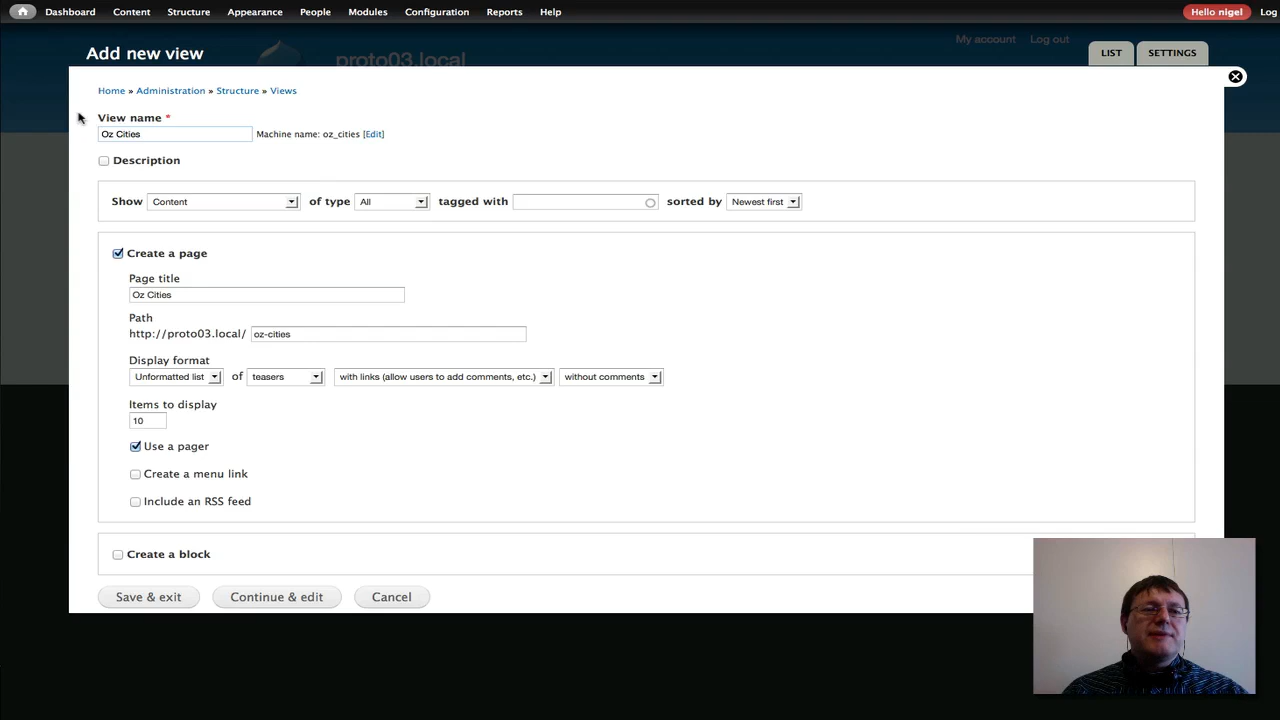 Dashboard Content Structure Appearance People Modules Configuration Reports Help Hello nigel Log
My account Log out
Add new view proto03.local LIST SETTINGS
Home » Administration » Structure » Views
View name *
Oz Cities Machine name: oz_cities [Edit]
Description
Show Content of type All tagged with sorted by Newest first
Create a page
Page title
Oz Cities
Path
http://proto03.local/ oz-cities
Display format
Unformatted list of teasers with links (allow users to add comments, etc.) without comments
Items to display
10
Use a pager
Create a menu link
Include an RSS feed
Create a block
Save & exit Continue & edit Cancel